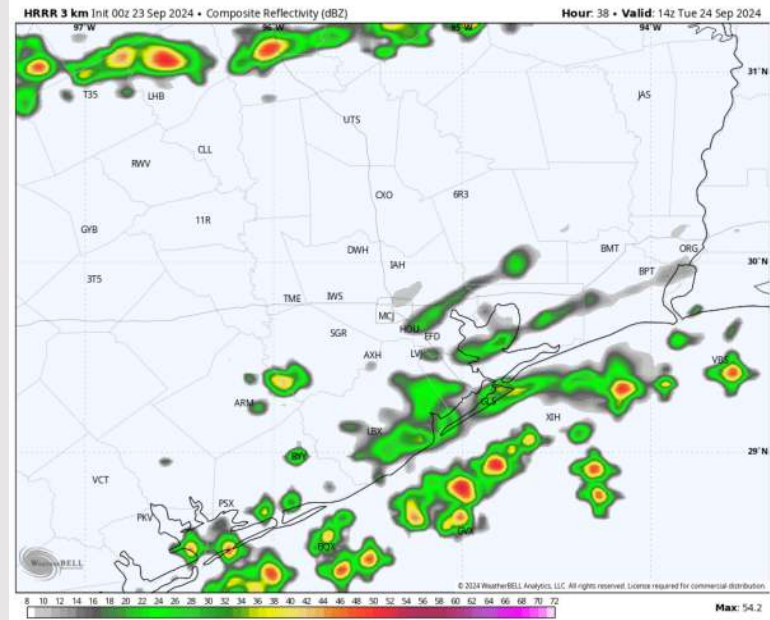 HRRR 3 km Init 00z 23 Sep 2024 • Composite Reflectivity (dBZ)
Hour: 38 • Valid: 14z Tue 24 Sep 2024
97°W 96°W 95°W 94°W
31°N
T35 LHB JAS
UTS
CLL
RWV
CXO 6R3
11R
GYB
DWH BMT ORG
IAH
30°N
BPT
3T5
TME IWS
MCJ
HOU
SGR EFD
AXH LVJ
VBS
ARM GLS
XIH
LBX
BYY 29°N
VCT
PSX
PKV
GVX
BQX
WeatherBELL
© 2024 WeatherBELL Analytics, LLC. All rights reserved. License required for commercial distribution.
8 10 12 14 16 18 20 22 24 26 28 30 32 34 36 38 40 42 44 46 48 50 52 54 56 58 60 62 64 66 68 70 72
Max: 54.2